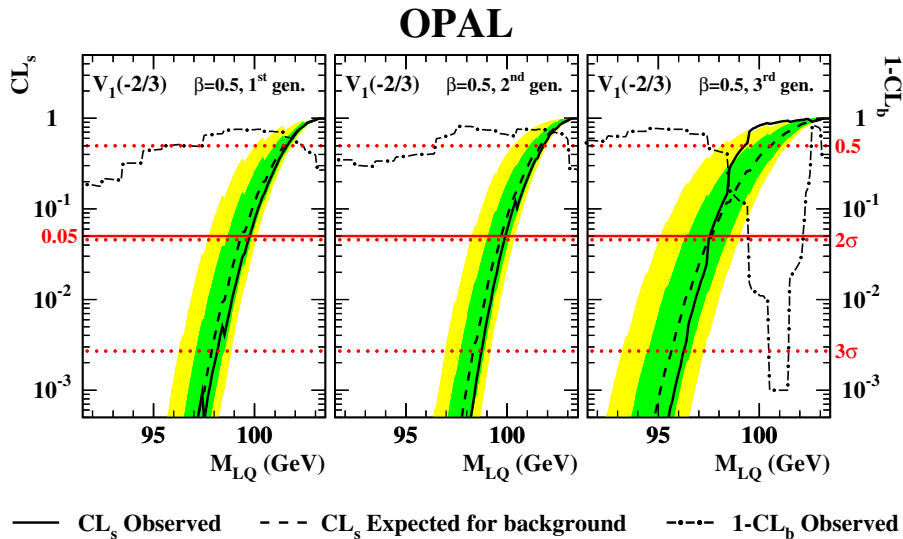 OPAL
CLs
1-CLb
V1(-2/3) β=0.5, 1st gen.
V1(-2/3) β=0.5, 2nd gen.
V1(-2/3) β=0.5, 3rd gen.
1
10-1
10-2
10-3
0.05
1
0.5
10-1
2σ
10-2
3σ
10-3
95 100
95 100
95 100
MLQ (GeV)
MLQ (GeV)
MLQ (GeV)
CLs Observed
CLs Expected for background
1-CLb Observed